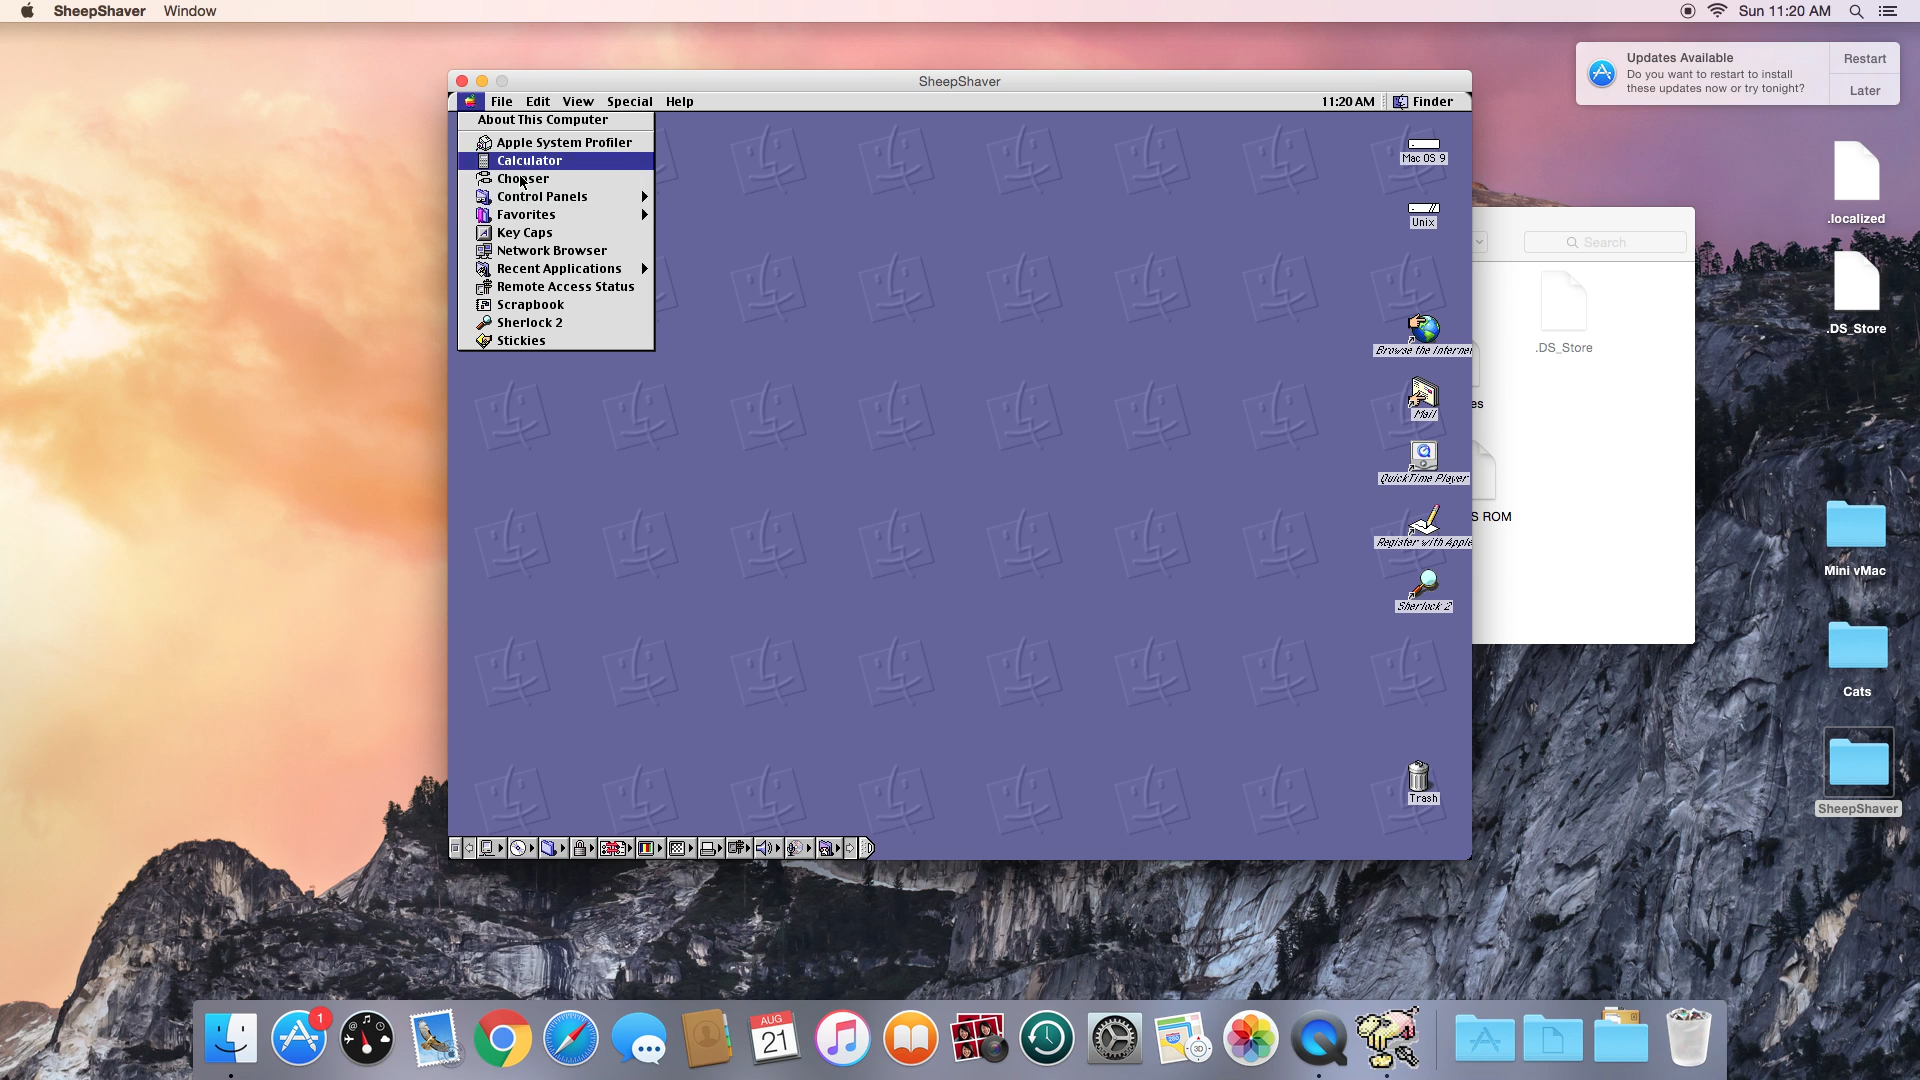 SheepShaver Window
Sun 11:20 AM
Updates Available
Do you want to restart to install
these updates now or try tonight?
Restart
Later
SheepShaver
File Edit View Special Help
11:20 AM
Finder
About This Computer
Apple System Profiler
Calculator
Chooser
Control Panels
Favorites
Key Caps
Network Browser
Recent Applications
Remote Access Status
Scrapbook
Sherlock 2
Stickies
Mac OS 9
Unix
Browse the Internet
Mail
QuickTime Player
Register with Apple
Sherlock 2
Trash
Search
.DS_Store
es
S ROM
.localized
.DS_Store
Mini vMac
Cats
SheepShaver
1
AUG
21